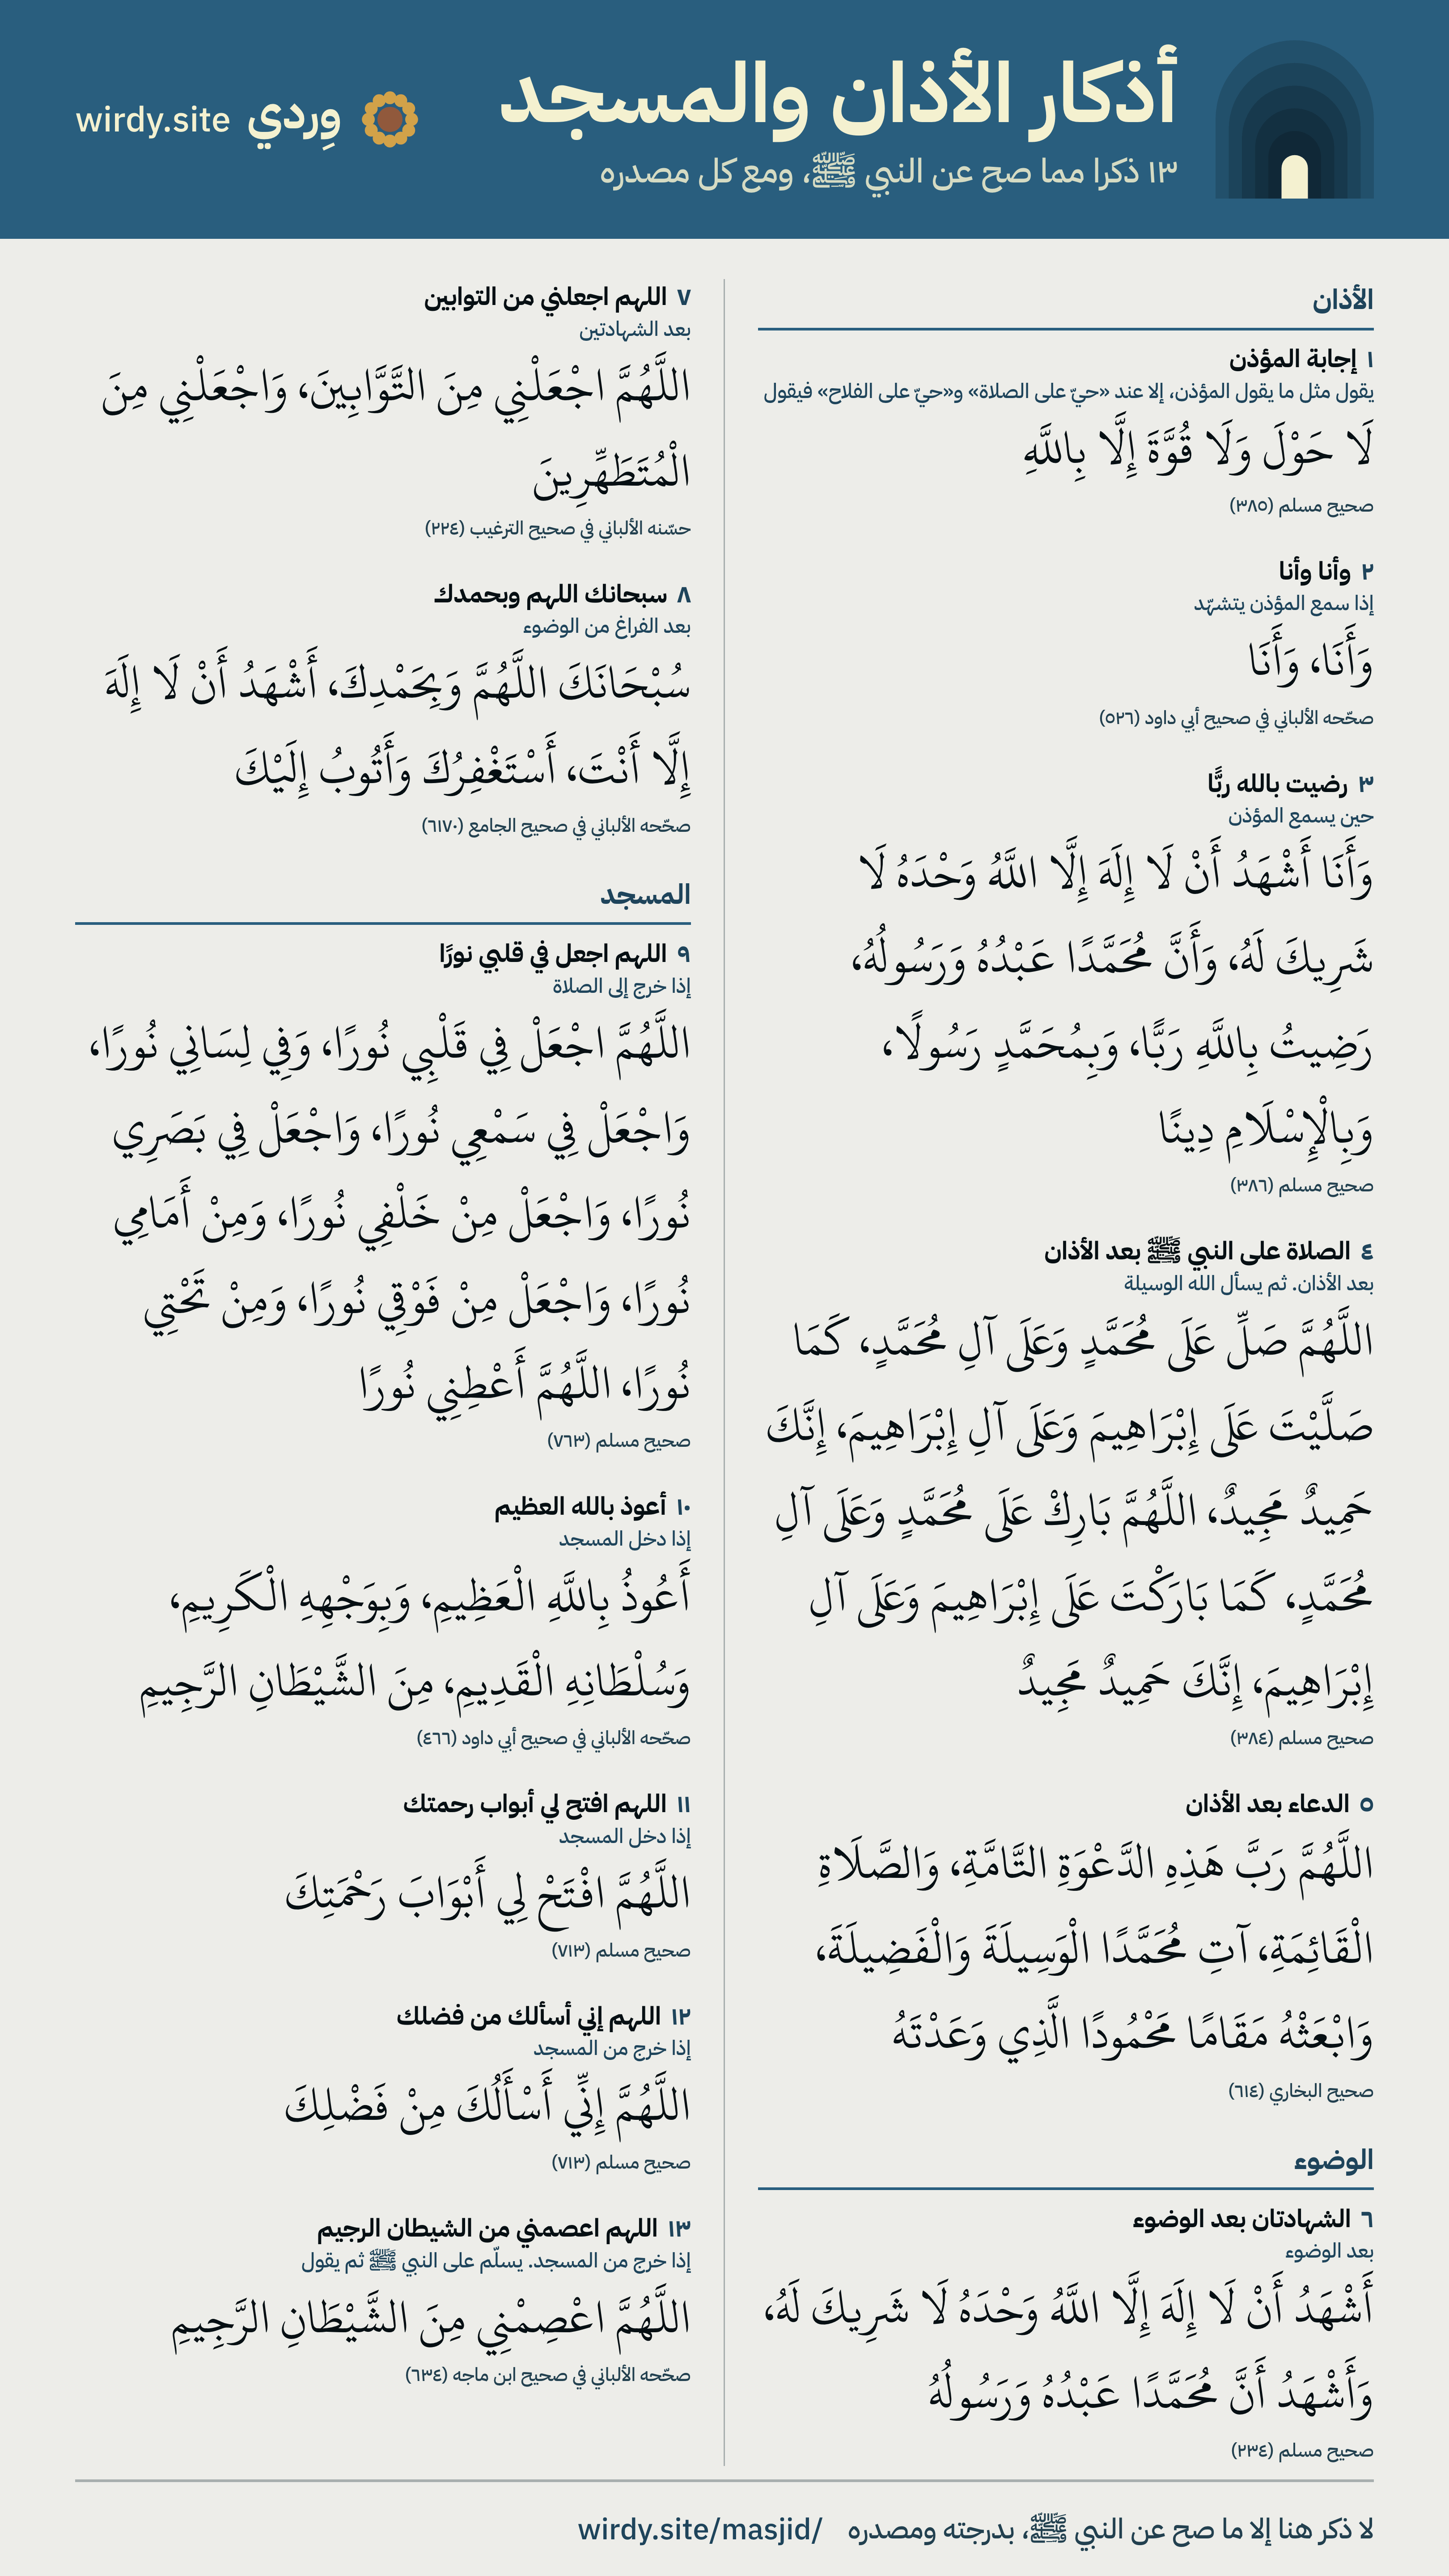 أذكار الأذان والمسجد
١٣ ذكرا مما صح عن النبي ﷺ، ومع كل مصدره
وِردي wirdy.site
الأذان
١ إجابة المؤذن
يقول مثل ما يقول المؤذن، إلا عند «حيّ على الصلاة» و«حيّ على الفلاح» فيقول
لَا حَوْلَ وَلَا قُوَّةَ إِلَّا بِاللَّهِ
صحيح مسلم (٣٨٥)
٢ وأنا وأنا
إذا سمع المؤذن يتشهّد
وَأَنَا، وَأَنَا
صحّحه الألباني في صحيح أبي داود (٥٢٦)
٣ رضيت بالله ربًّا
حين يسمع المؤذن
وَأَنَا أَشْهَدُ أَنْ لَا إِلَهَ إِلَّا اللَّهُ وَحْدَهُ لَا
شَرِيكَ لَهُ، وَأَنَّ مُحَمَّدًا عَبْدُهُ وَرَسُولُهُ،
رَضِيتُ بِاللَّهِ رَبًّا، وَبِمُحَمَّدٍ رَسُولًا،
وَبِالْإِسْلَامِ دِينًا
صحيح مسلم (٣٨٦)
٤ الصلاة على النبي ﷺ بعد الأذان
بعد الأذان. ثم يسأل الله الوسيلة
اللَّهُمَّ صَلِّ عَلَى مُحَمَّدٍ وَعَلَى آلِ مُحَمَّدٍ، كَمَا
صَلَّيْتَ عَلَى إِبْرَاهِيمَ وَعَلَى آلِ إِبْرَاهِيمَ، إِنَّكَ
حَمِيدٌ مَجِيدٌ، اللَّهُمَّ بَارِكْ عَلَى مُحَمَّدٍ وَعَلَى آلِ
مُحَمَّدٍ، كَمَا بَارَكْتَ عَلَى إِبْرَاهِيمَ وَعَلَى آلِ
إِبْرَاهِيمَ، إِنَّكَ حَمِيدٌ مَجِيدٌ
صحيح مسلم (٣٨٤)
٥ الدعاء بعد الأذان
اللَّهُمَّ رَبَّ هَذِهِ الدَّعْوَةِ التَّامَّةِ، وَالصَّلَاةِ
الْقَائِمَةِ، آتِ مُحَمَّدًا الْوَسِيلَةَ وَالْفَضِيلَةَ،
وَابْعَثْهُ مَقَامًا مَحْمُودًا الَّذِي وَعَدْتَهُ
صحيح البخاري (٦١٤)
الوضوء
٦ الشهادتان بعد الوضوء
بعد الوضوء
أَشْهَدُ أَنْ لَا إِلَهَ إِلَّا اللَّهُ وَحْدَهُ لَا شَرِيكَ لَهُ،
وَأَشْهَدُ أَنَّ مُحَمَّدًا عَبْدُهُ وَرَسُولُهُ
صحيح مسلم (٢٣٤)
٧ اللهم اجعلني من التوابين
بعد الشهادتين
اللَّهُمَّ اجْعَلْنِي مِنَ التَّوَّابِينَ، وَاجْعَلْنِي مِنَ
الْمُتَطَهِّرِينَ
حسّنه الألباني في صحيح الترغيب (٢٢٤)
٨ سبحانك اللهم وبحمدك
بعد الفراغ من الوضوء
سُبْحَانَكَ اللَّهُمَّ وَبِحَمْدِكَ، أَشْهَدُ أَنْ لَا إِلَهَ
إِلَّا أَنْتَ، أَسْتَغْفِرُكَ وَأَتُوبُ إِلَيْكَ
صحّحه الألباني في صحيح الجامع (٦١٧٠)
المسجد
٩ اللهم اجعل في قلبي نورًا
إذا خرج إلى الصلاة
اللَّهُمَّ اجْعَلْ فِي قَلْبِي نُورًا، وَفِي لِسَانِي نُورًا،
وَاجْعَلْ فِي سَمْعِي نُورًا، وَاجْعَلْ فِي بَصَرِي
نُورًا، وَاجْعَلْ مِنْ خَلْفِي نُورًا، وَمِنْ أَمَامِي
نُورًا، وَاجْعَلْ مِنْ فَوْقِي نُورًا، وَمِنْ تَحْتِي
نُورًا، اللَّهُمَّ أَعْطِنِي نُورًا
صحيح مسلم (٧٦٣)
١٠ أعوذ بالله العظيم
إذا دخل المسجد
أَعُوذُ بِاللَّهِ الْعَظِيمِ، وَبِوَجْهِهِ الْكَرِيمِ،
وَسُلْطَانِهِ الْقَدِيمِ، مِنَ الشَّيْطَانِ الرَّجِيمِ
صحّحه الألباني في صحيح أبي داود (٤٦٦)
١١ اللهم افتح لي أبواب رحمتك
إذا دخل المسجد
اللَّهُمَّ افْتَحْ لِي أَبْوَابَ رَحْمَتِكَ
صحيح مسلم (٧١٣)
١٢ اللهم إني أسألك من فضلك
إذا خرج من المسجد
اللَّهُمَّ إِنِّي أَسْأَلُكَ مِنْ فَضْلِكَ
صحيح مسلم (٧١٣)
١٣ اللهم اعصمني من الشيطان الرجيم
إذا خرج من المسجد. يسلّم على النبي ﷺ ثم يقول
اللَّهُمَّ اعْصِمْنِي مِنَ الشَّيْطَانِ الرَّجِيمِ
صحّحه الألباني في صحيح ابن ماجه (٦٣٤)
لا ذكر هنا إلا ما صح عن النبي ﷺ، بدرجته ومصدره wirdy.site/masjid/